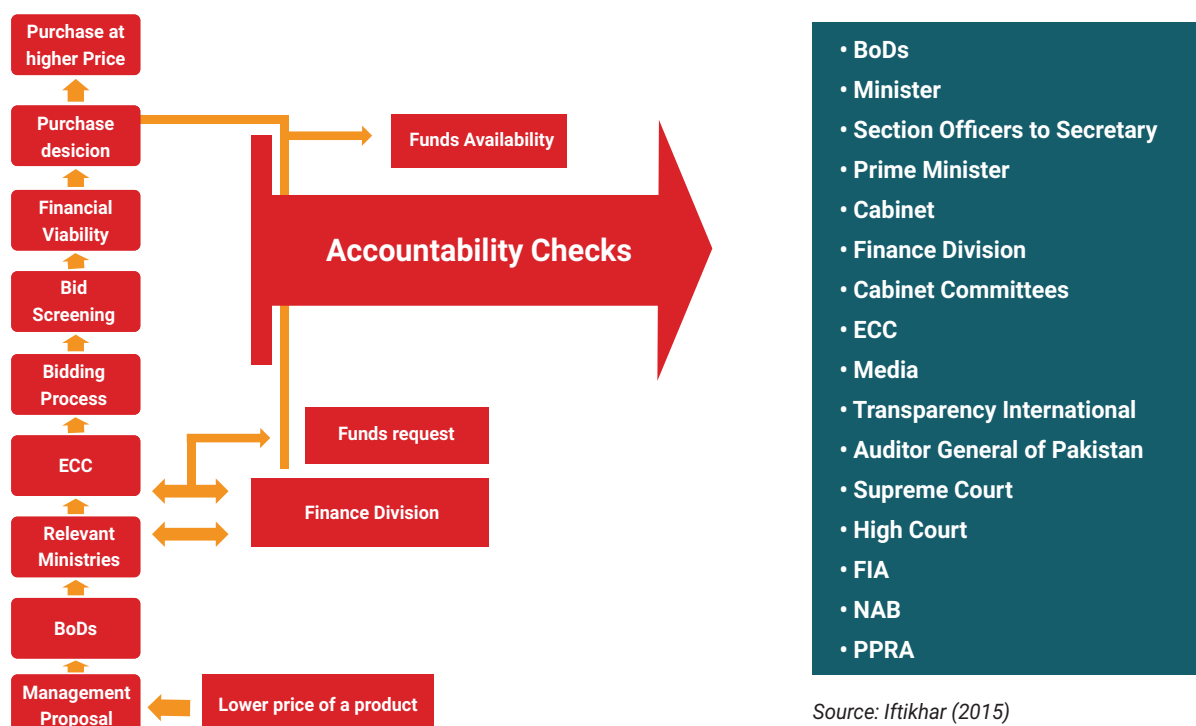 Purchase at
higher Price
Purchase
desicion
Financial
Viability
Bid
Screening
Bidding
Process
ECC
Relevant
Ministries
BoDs
Management
Proposal
Funds Availability
Accountability Checks
Funds request
Finance Division
Lower price of a product
• BoDs
• Minister
• Section Officers to Secretary
• Prime Minister
• Cabinet
• Finance Division
• Cabinet Committees
• ECC
• Media
• Transparency International
• Auditor General of Pakistan
• Supreme Court
• High Court
• FIA
• NAB
• PPRA
Source: Iftikhar (2015)